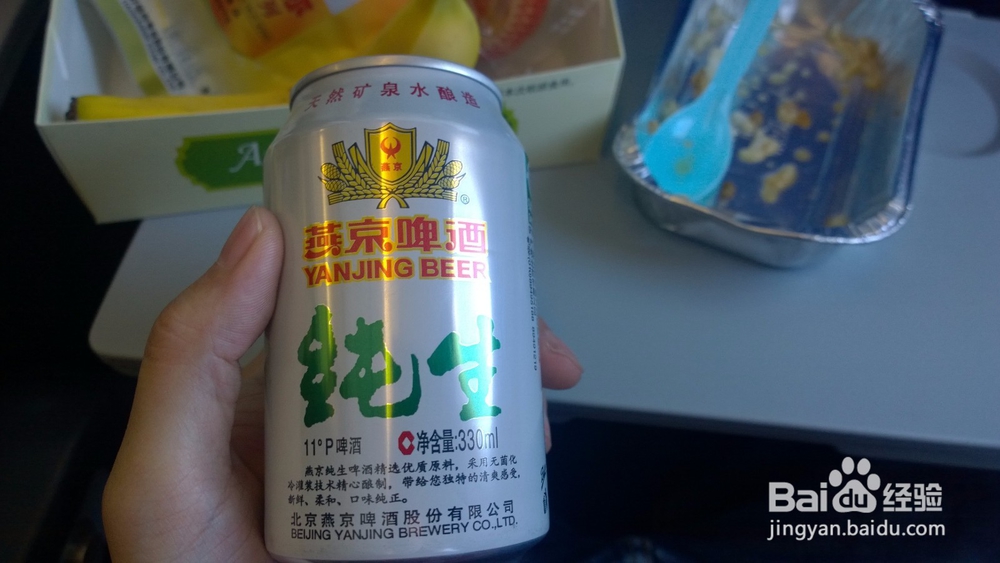 天然矿泉水酿造
燕京
®
燕京啤酒
YANJING BEER
纯生
11°P啤酒 净含量:330ml
燕京纯生啤酒精选优质原料，采用无菌化
冷灌装技术精心酿制，带给您独特的清爽感受，
新鲜、柔和、口味纯正。
北京燕京啤酒股份有限公司
BEIJING YANJING BREWERY CO.,LTD.
Baidu经验
jingyan.baidu.com